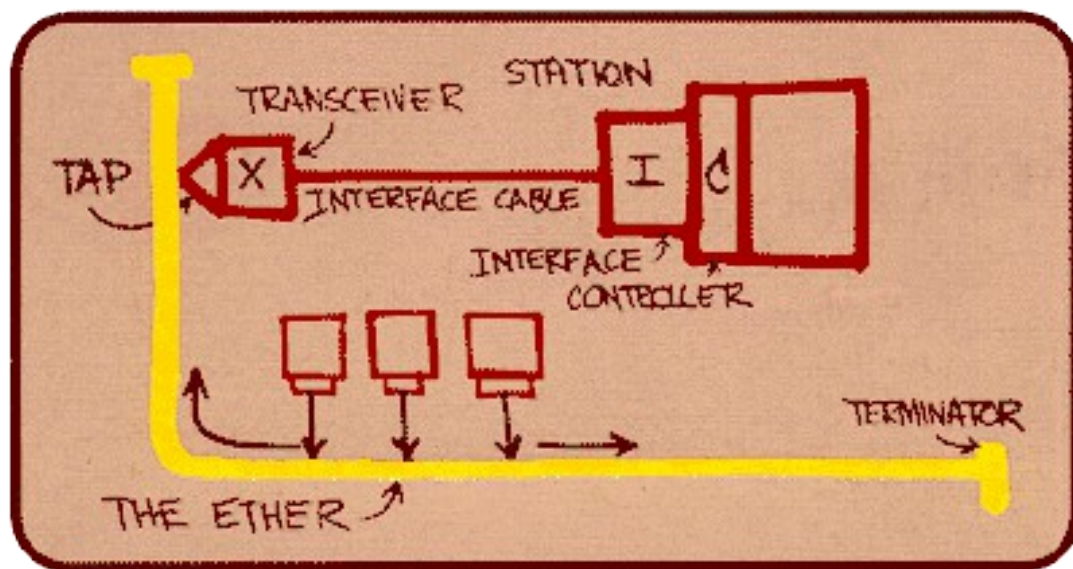 STATION
TRANSCEIVER
TAP
X
I
C
INTERFACE CABLE
INTERFACE
CONTROLLER
TERMINATOR
THE ETHER